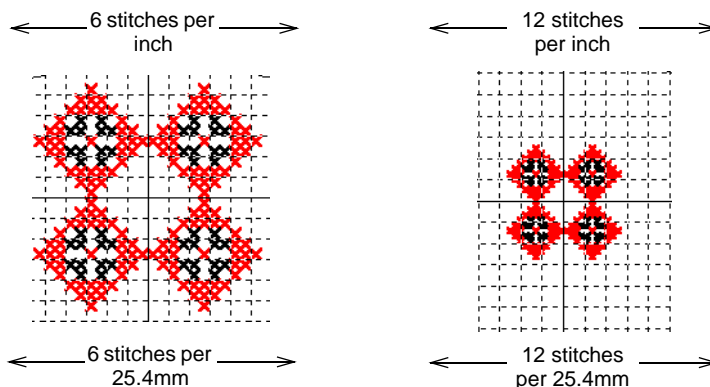 6 stitches per
inch
12 stitches
per inch
6 stitches per
25.4mm
12 stitches
per 25.4mm